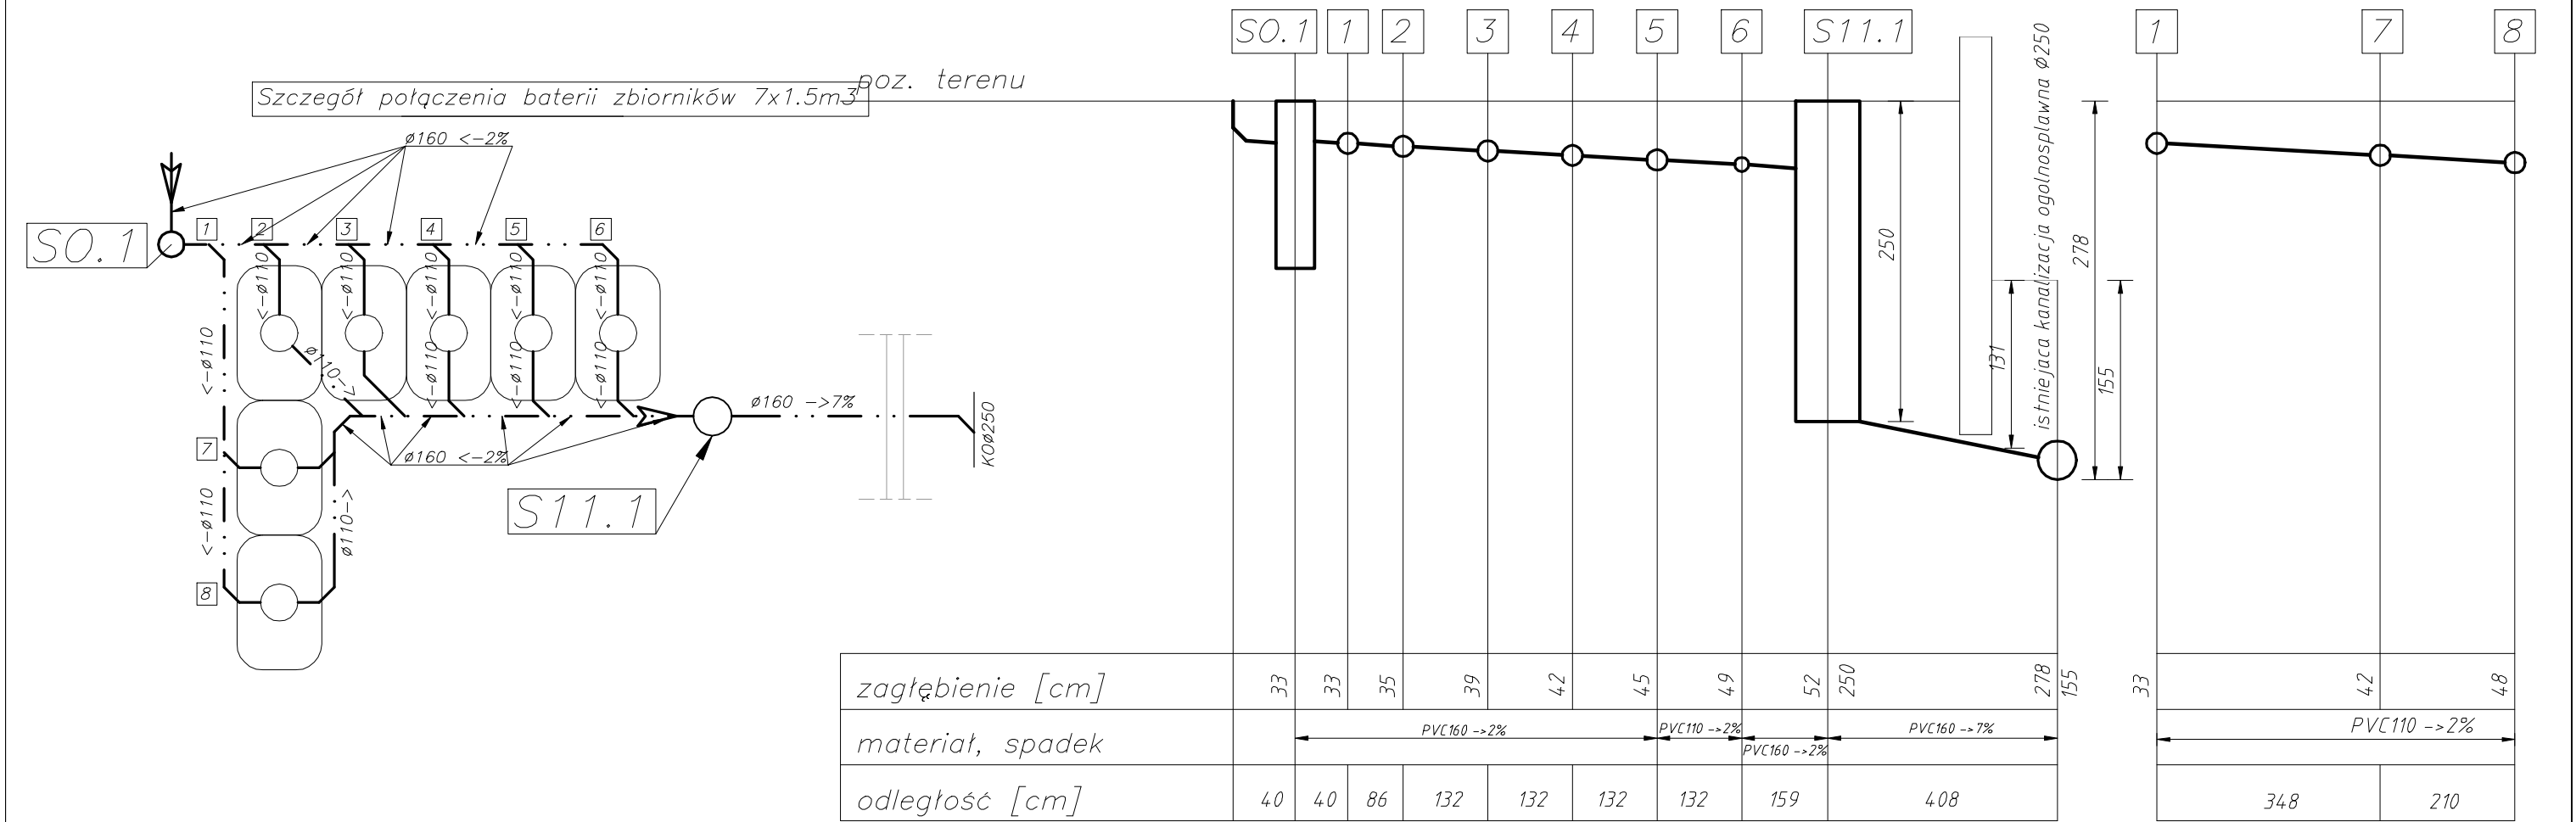 Szczegół połączenia baterii zbiorników 7x1.5m3
ø160 <-2%
S0.1
1
2
3
4
5
6
<-ø110
<-ø110
<-ø110
<-ø110
<-ø110
<-ø110
ø110->
<-ø110
<-ø110
<-ø110
7
ø160 <-2%
ø160 ->7%
KOø250
S11.1
<-ø110
ø110->
8
poz. terenu
S0.1
1
2
3
4
5
6
S11.1
1
7
8
250
131
istniejaca kanalizacja ogolnosplawna ø250
278
155
zagłębienie [cm]
33 33 35 39 42 45 49 52 250 278 155 33 42 48
materiał, spadek
PVC160 ->2% PVC110 ->2% PVC160 ->2% PVC160 ->7% PVC110 ->2%
odległość [cm]
40 40 86 132 132 132 132 159 408 348 210